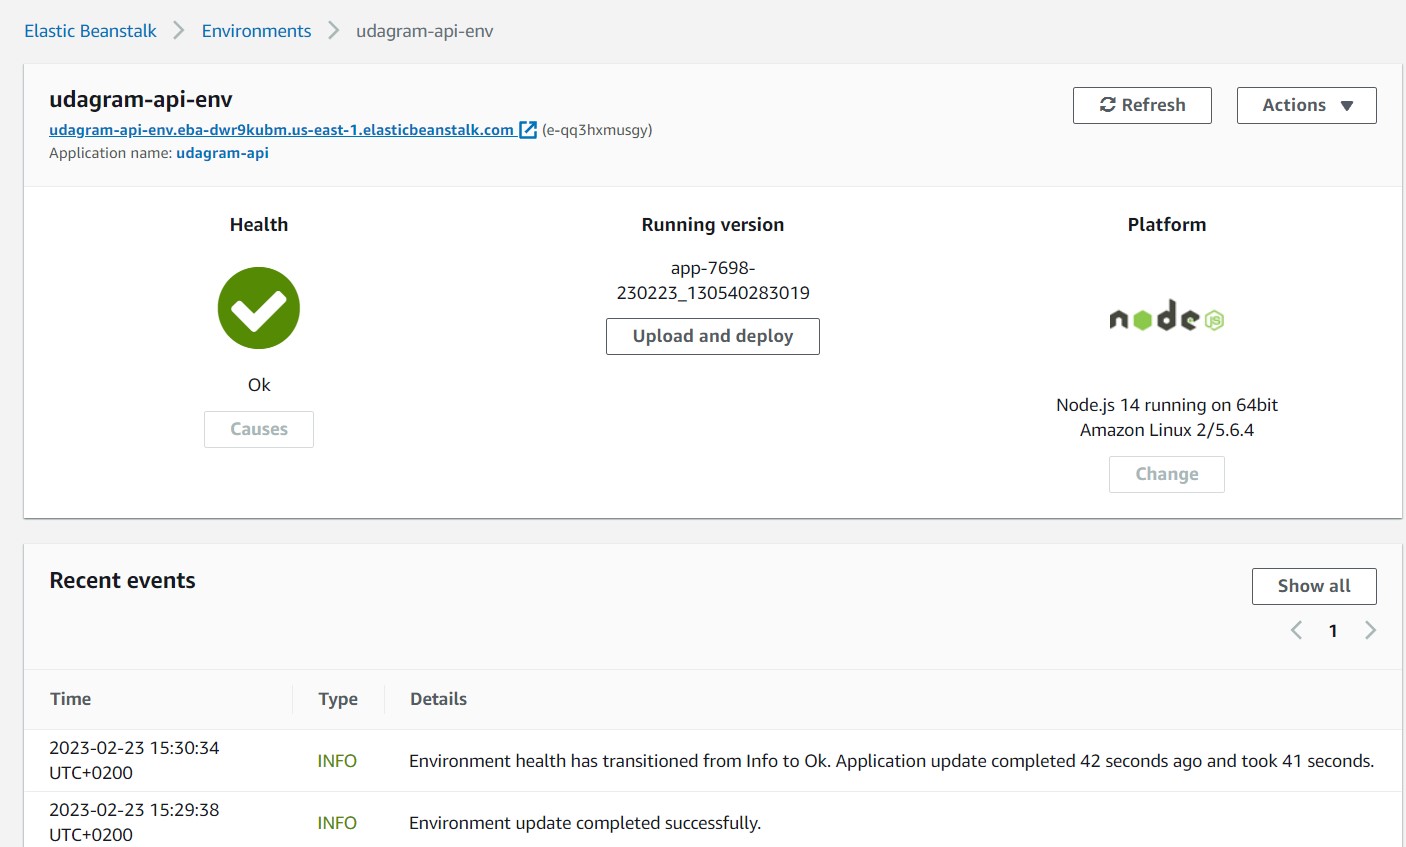 Elastic Beanstalk > Environments > udagram-api-env
udagram-api-env
Refresh
Actions
udagram-api-env.eba-dwr9kubm.us-east-1.elasticbeanstalk.com (e-qq3hxmusgy)
Application name: udagram-api
Health
Ok
Causes
Running version
app-7698-
230223_130540283019
Upload and deploy
Platform
node JS
Node.js 14 running on 64bit
Amazon Linux 2/5.6.4
Change
Recent events
Show all
1
Time Type Details
2023-02-23 15:30:34
UTC+0200
INFO
Environment health has transitioned from Info to Ok. Application update completed 42 seconds ago and took 41 seconds.
2023-02-23 15:29:38
UTC+0200
INFO
Environment update completed successfully.